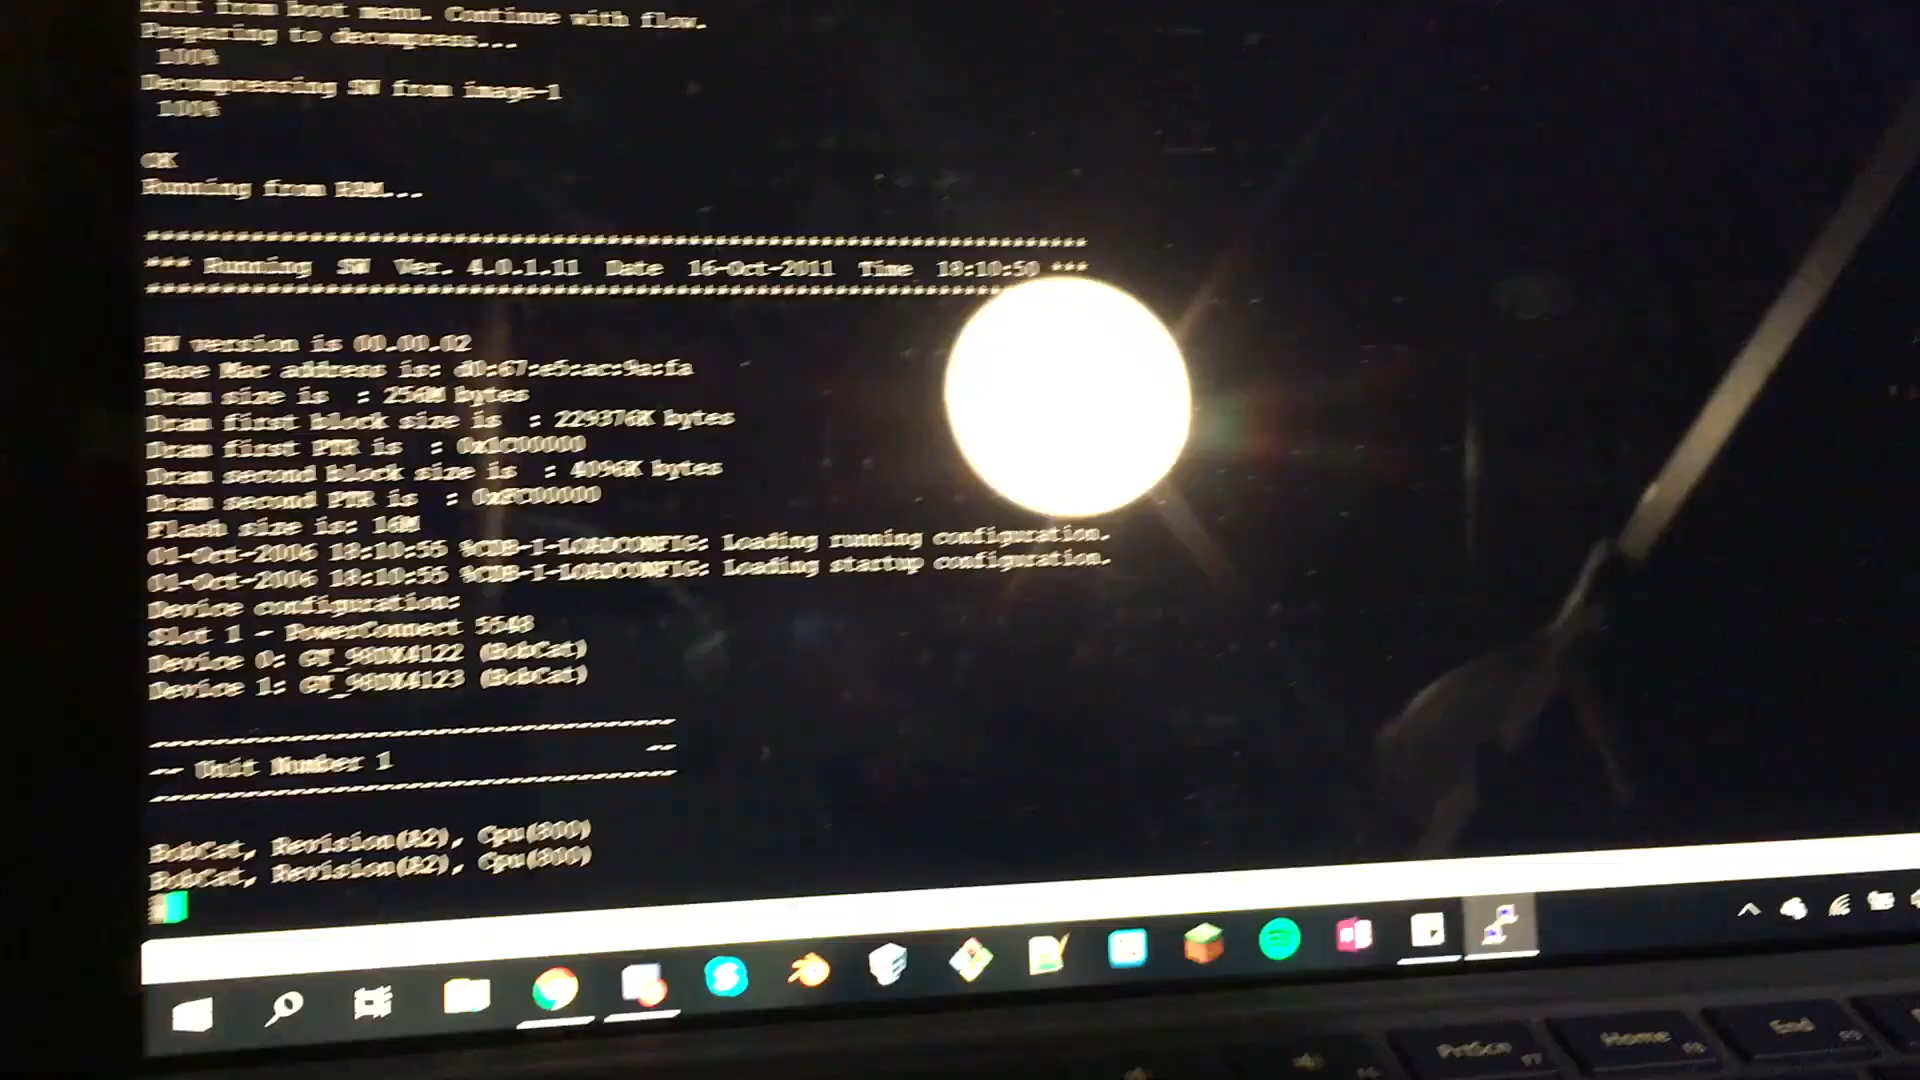 Exit from boot menu. Continue with flow.
Preparing to decompress...
100%
Decompressing SW from image-1
100%
OK
Running from RAM...
*** Running SW Ver. 4.0.1.11 Date 16-Oct-2011 Time 18:10:50 ***
HW version is 00.00.02
Base Mac address is: d0:67:e5:ac:9a:fa
Dram size is : 256M bytes
Dram first block size is : 229376K bytes
Dram first PTR is : 0x1C00000
Dram second block size is : 4096K bytes
Dram second PTR is : 0xFC00000
Flash size is: 16M
01-Oct-2006 18:10:55 %CDB-I-LOADCONFIG: Loading running configuration.
01-Oct-2006 18:10:55 %CDB-I-LOADCONFIG: Loading startup configuration.
Device configuration:
Slot 1 - PowerConnect 5548
Device 0: GT_98DX4122 (BobCat)
Device 1: GT_98DX4123 (BobCat)
-- Unit Number 1 --
BobCat, Revision(A2), Cpu(800)
BobCat, Revision(A2), Cpu(800)
PrtScn F7
Home F8
End F9